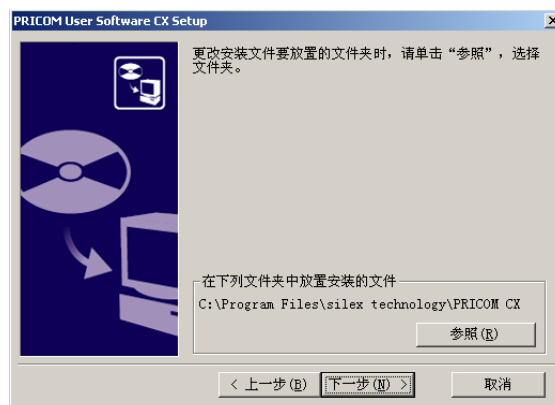 PRICOM User Software CX Setup
更改安装文件要放置的文件夹时，请单击“参照”，选择
文件夹。
在下列文件夹中放置安装的文件
C:\Program Files\silex technology\PRICOM CX
参照(R)
< 上一步(B) 下一步(N) > 取消